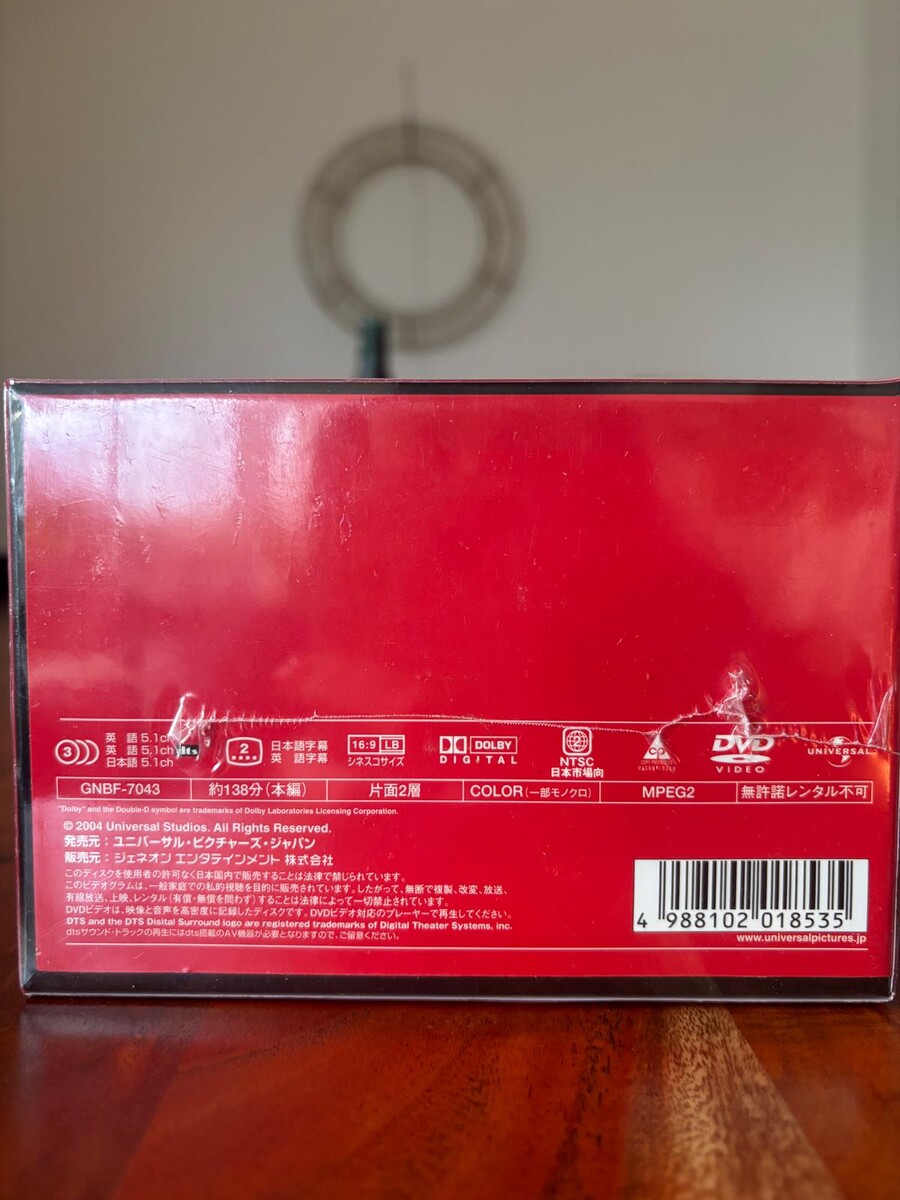 3
英 語 5.1ch
英 語 5.1ch dts
日本語 5.1ch
2
日本語字幕
英 語 字幕
16:9 LB
シネスコサイズ
DOLBY
DIGITAL
2
NTSC
日本市場向
COPY PROTECTED
DVD
VIDEO
UNIVERSAL
GNBF-7043
約138分(本編)
片面2層
COLOR(一部モノクロ)
MPEG2
無許諾レンタル不可
"Dolby" and the Double-D symbol are trademarks of Dolby Laboratories Licensing Corporation.
© 2004 Universal Studios. All Rights Reserved.
発売元:ユニバーサル・ピクチャーズ・ジャパン
販売元:ジェネオン エンタテインメント 株式会社
このディスクを使用者の許可なく日本国内で販売することは法律で禁じられています。
このビデオグラムは、一般家庭での私的視聴を目的に販売されています。したがって、無断で複製、改変、放送、
有線放送、上映、レンタル(有償・無償を問わず)することは法律によって一切禁止されています。
DVDビデオは、映像と音声を高密度に記録したディスクです。DVDビデオ対応のプレーヤーで再生してください。
DTS and the DTS Disital Surround logo are registered trademarks of Digital Theater Systems, inc.
dtsサウンド・トラックの再生にはdts搭載のAV機器が必要となりますので、ご留意ください。
4 988102 018535
www.universalpictures.jp